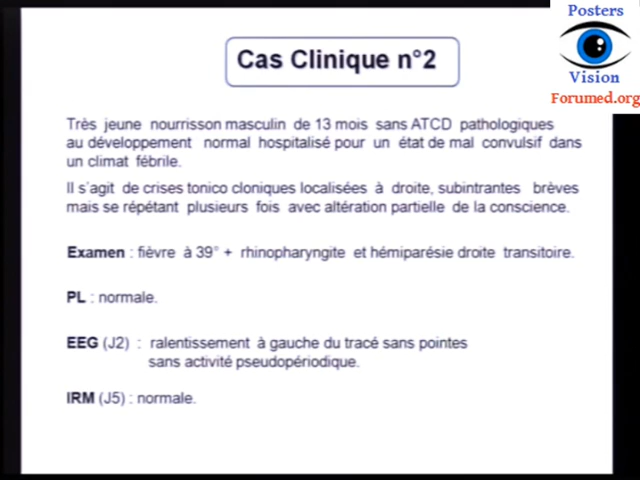 Posters
Vision
Forumed.org
Cas Clinique n°2
Très jeune nourrisson masculin de 13 mois sans ATCD pathologiques
au développement normal hospitalisé pour un état de mal convulsif dans
un climat fébrile.
Il s'agit de crises tonico cloniques localisées à droite, subintrantes brèves
mais se répétant plusieurs fois avec altération partielle de la conscience.
Examen : fièvre à 39° + rhinopharyngite et hémiparésie droite transitoire.
PL : normale.
EEG (J2) : ralentissement à gauche du tracé sans pointes
sans activité pseudopériodique.
IRM (J5) : normale.